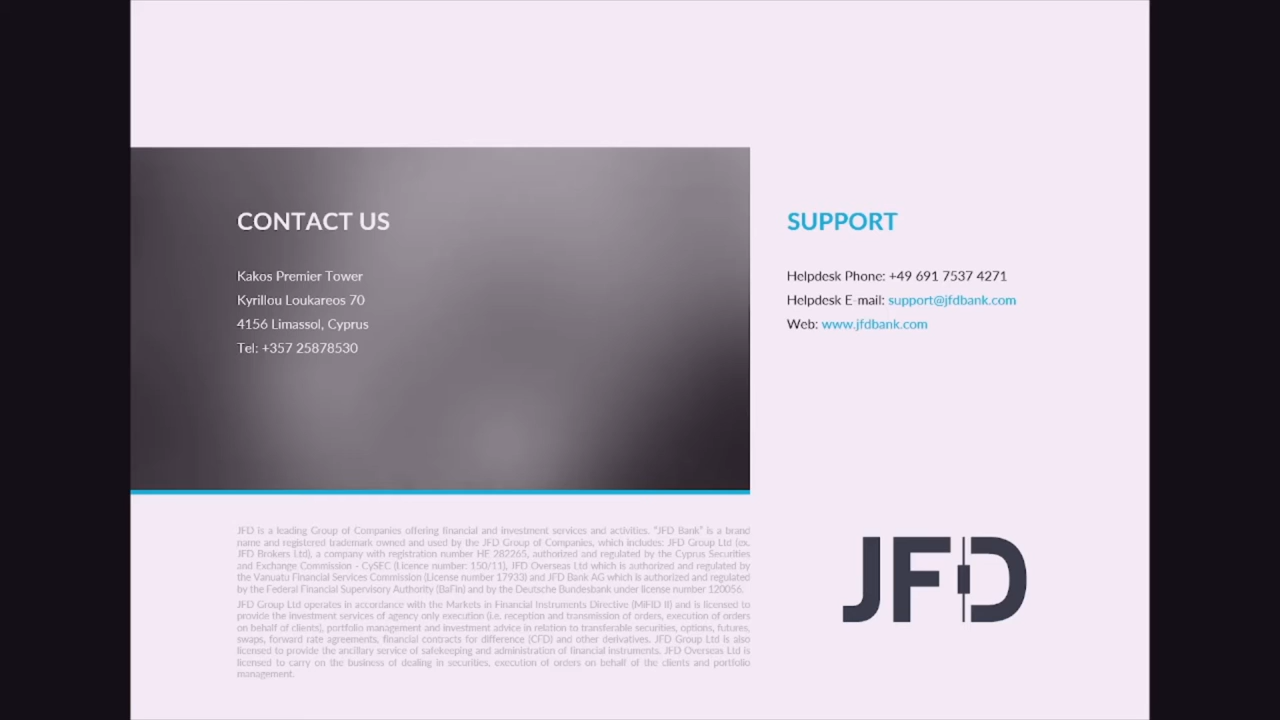 CONTACT US
Kakos Premier Tower
Kyrillou Loukareos 70
4156 Limassol, Cyprus
Tel: +357 25878530
SUPPORT
Helpdesk Phone: +49 691 7537 4271
Helpdesk E-mail: support@jfdbank.com
Web: www.jfdbank.com
JFD is a leading Group of Companies offering financial and investment services and activities. "JFD Bank" is a brand
name and registered trademark owned and used by the JFD Group of Companies, which includes: JFD Group Ltd (ex.
JFD Brokers Ltd), a company with registration number HE 282265, authorized and regulated by the Cyprus Securities
and Exchange Commission - CySEC (Licence number: 150/11), JFD Overseas Ltd which is authorized and regulated by
the Vanuatu Financial Services Commission (License number 17933) and JFD Bank AG which is authorized and regulated
by the Federal Financial Supervisory Authority (BaFin) and by the Deutsche Bundesbank under license number 120056.
JFD Group Ltd operates in accordance with the Markets in Financial Instruments Directive (MiFID II) and is licensed to
provide the investment services of agency only execution (i.e. reception and transmission of orders, execution of orders
on behalf of clients), portfolio management and investment advice in relation to transferable securities, options, futures,
swaps, forward rate agreements, financial contracts for difference (CFD) and other derivatives. JFD Group Ltd is also
licensed to provide the ancillary service of safekeeping and administration of financial instruments. JFD Overseas Ltd is
licensed to carry on the business of dealing in securities, execution of orders on behalf of the clients and portfolio
management.
JFD